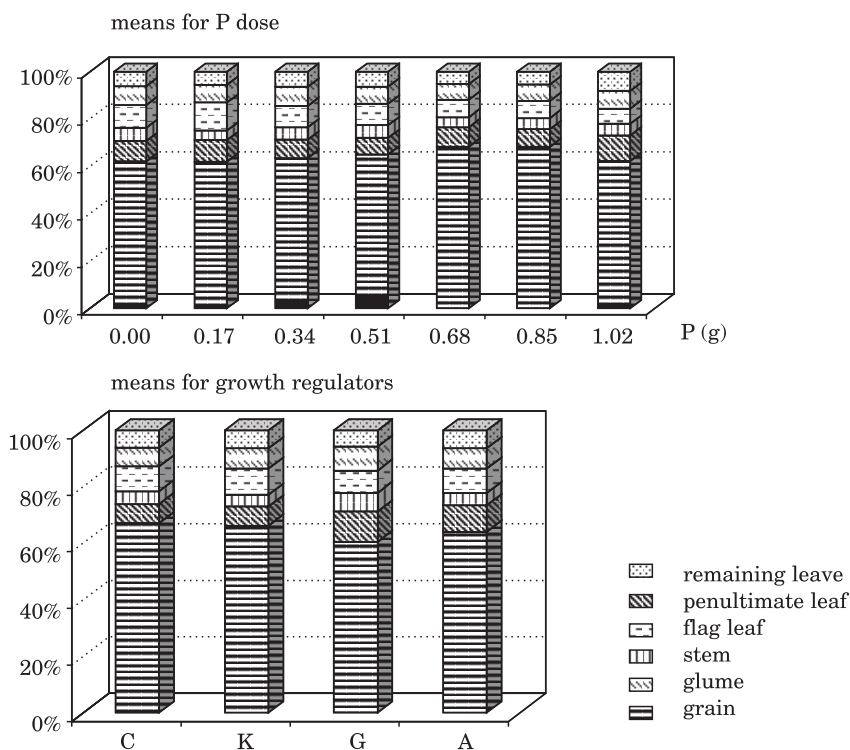 means for P dose
100%
80%
60%
40%
20%
0%
0.00 0.17 0.34 0.51 0.68 0.85 1.02 P (g)
means for growth regulators
100%
80%
60%
40%
20%
0%
C K G A
remaining leave
penultimate leaf
flag leaf
stem
glume
grain